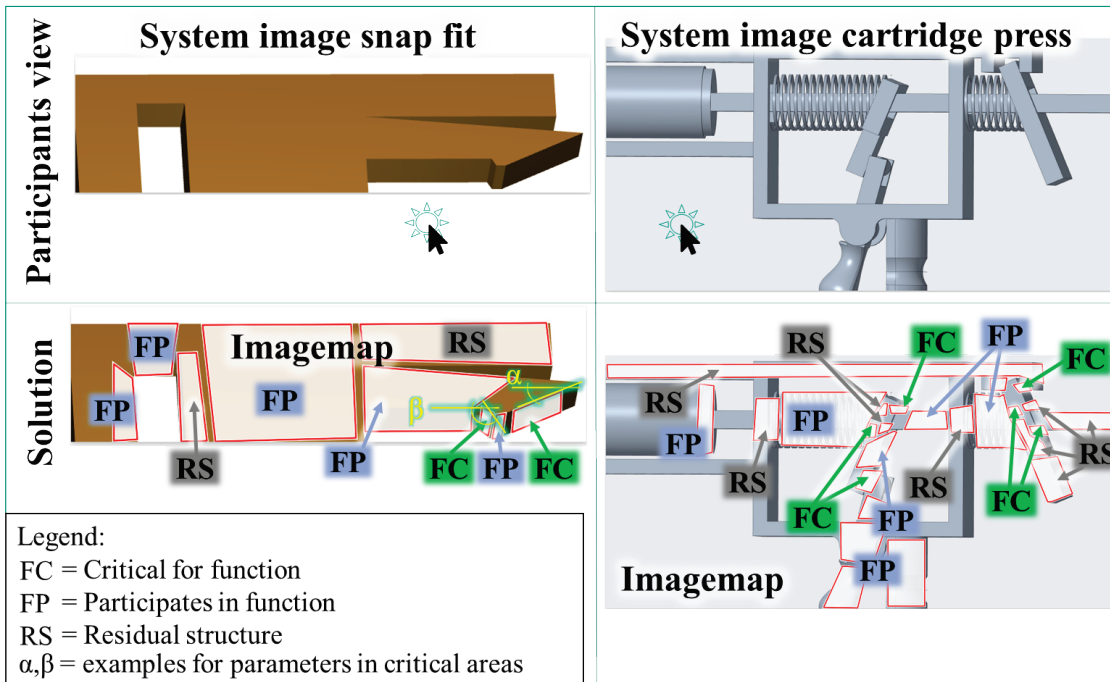 Participants view
System image snap fit
System image cartridge press
Solution
Imagemap
FP
RS
FP
FP
RS
FP
α
β
FC
FP
FC
RS
FC
FP
FC
RS
FP
RS
FP
RS
RS
FC
FC
FP
FP
Imagemap
Legend:
FC = Critical for function
FP = Participates in function
RS = Residual structure
α,β = examples for parameters in critical areas